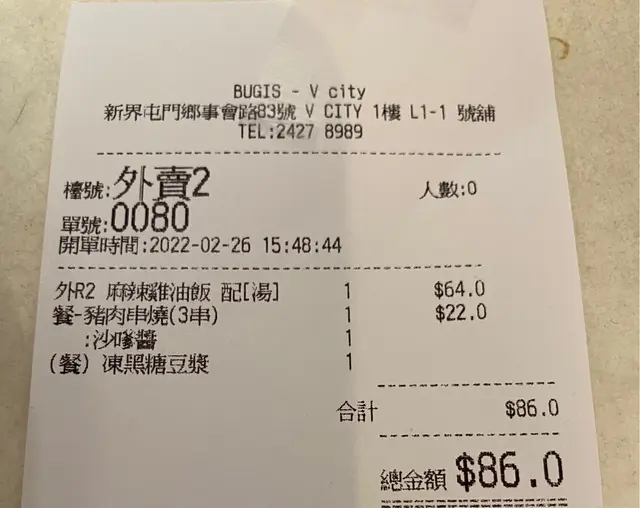 BUGIS - V city
新界屯門鄉事會路83號 V CITY 1樓 L1-1 號舖
TEL:2427 8989
檯號:外賣2 人數:0
單號:0080
開單時間:2022-02-26 15:48:44
外R2 麻辣雞油飯 配[湯] 1 $64.0
餐-豬肉串燒(3串) 1 $22.0
:沙嗲醬 1
(餐) 凍黑糖豆漿 1
合計 $86.0
總金額 $86.0